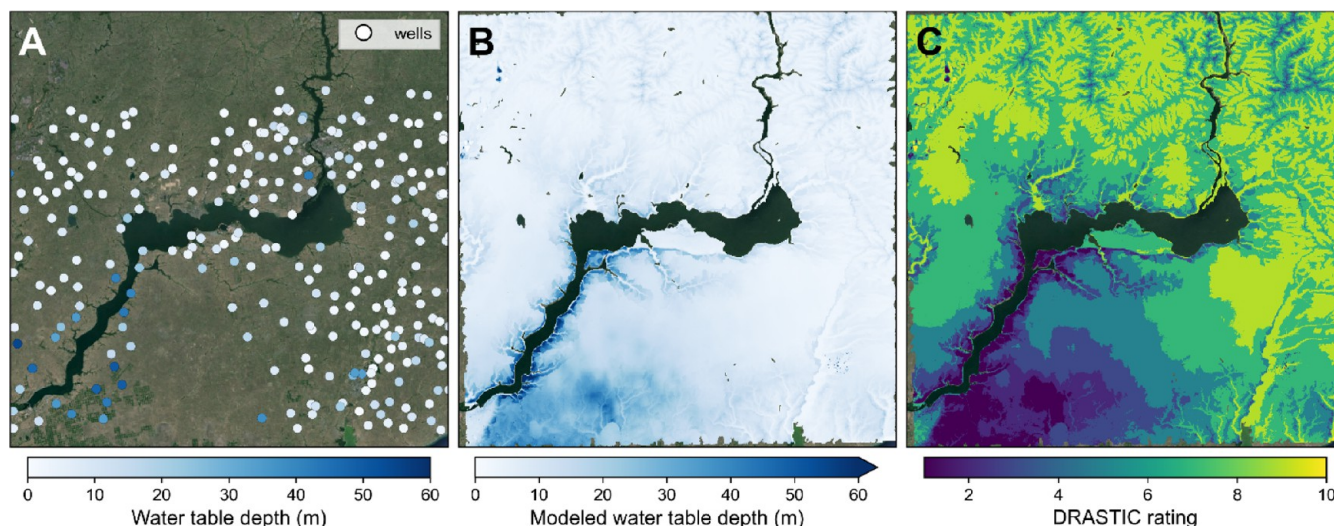 A
wells
B
C
0 10 20 30 40 50 60
Water table depth (m)
0 10 20 30 40 50 60
Modeled water table depth (m)
2 4 6 8 10
DRASTIC rating